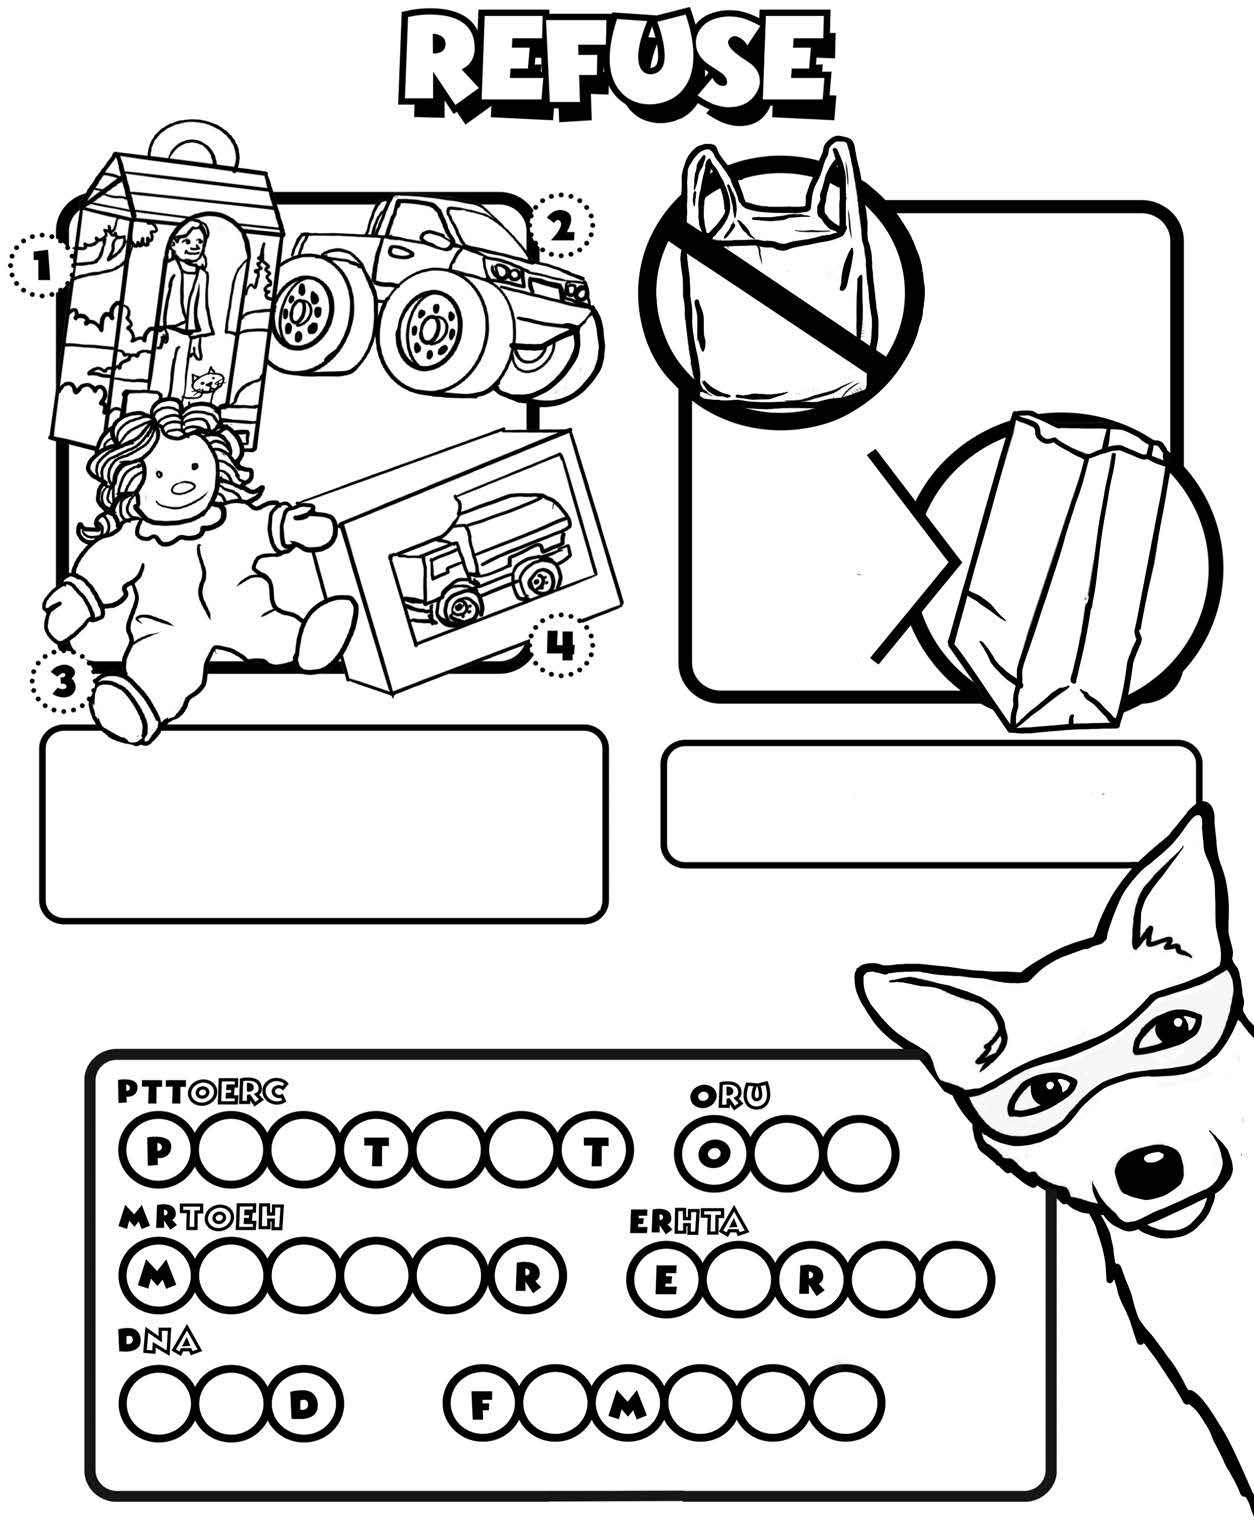 REFUSE
1
2
3
4
PTTOERC
P T T
ORU
O
MRTOEH
M R
ERHTA
E R
DNA
D
F M